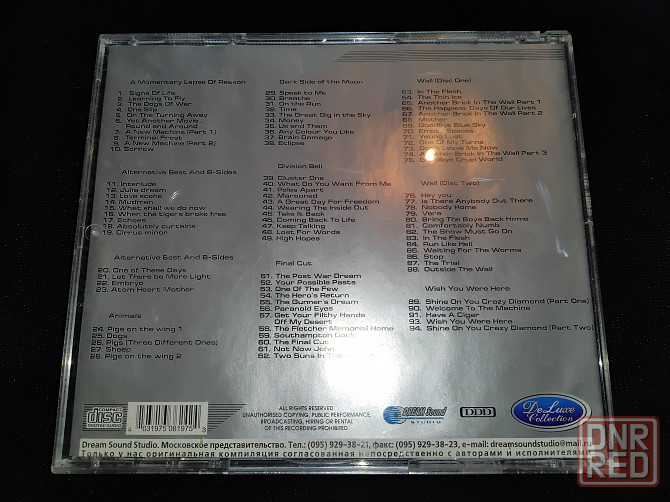 A Momentary Lapse Of Reason
1. Signs Of Life
2. Learning To Fly
3. The Dogs Of War
4. One Slip
5. On The Turning Away
6. Yet Another Movie
Round and Around
7. A New Machine (Part 1)
8. Terminal Frost
9. A New Machine (Part 2)
10. Sorrow
Alternative Best And B-Sides
11. Interlude
12. Julia dream
13. Love scene
14. Mudmen
15. What shell we do now
16. When the tigers broke free
17. Echoes
18. Absolutely curtains
19. Cirrus minor
Alternative Best And B-Sides
20. One of These Days
21. Let There be More Light
22. Embryo
23. Atom Heart Mother
Animals
24. Pigs on the wing 1
25. Dogs
26. Pigs (Three Different Ones)
27. Sheep
28. Pigs on the wing 2
Dark Side of the Moon
29. Speak to Me
30. Breathe
31. On the Run
32. Time
33. The Great Gig in the Sky
34. Money
35. Us and Them
36. Any Colour You Like
37. Brain Damage
38. Eclipse
Division Bell
39. Cluster One
40. What Do You Want From Me
41. Poles Apart
42. Marooned
43. A Great Day For Freedom
44. Wearing The Inside Out
45. Take It Back
46. Coming Back To Life
47. Keep Talking
48. Lost For Words
49. High Hopes
Final Cut
51. The Post War Dream
52. Your Possible Pasts
53. One Of The Few
54. The Hero's Return
55. The Gunner's Dream
56. Paranoid Eyes
57. Get Your Filthy Hands
Off My Desert
58. The Fletcher Memorial Home
59. Southampton Dock
60. The Final Cut
61. Not Now John
62. Two Suns In The
Wall (Disc One)
63. In The Flesh
64. The Thin Ice
65. Another Brick In The Wall Part 1
66. The Happiest Days Of Our Lives
67. Another Brick In The Wall Part 2
68. Mother
69. Goodbye Blue Sky
70. Empty Spaces
71. Young Lust
72. One Of My Turns
73. Don't Leave Me Now
74. Another Brick In The Wall Part 3
75. Goodbye Cruel World
Wall (Disc Two)
76. Hey you
77. Is There Anybody Out There
78. Nobody Home
79. Vera
80. Bring The Boys Back Home
81. Comfortably Numb
82. The Show Must Go On
83. In The Flesh
84. Run Like Hell
85. Waiting For The Worms
86. Stop
87. The Trial
88. Outside The Wall
Wish You Were Here
89. Shine On You Crazy Diamond (Part One)
90. Welcome To The Machine
91. Have A Cigar
93. Wish You Were Here
94. Shine On You Crazy Diamond (Part Two)
COMPACT
disc
DIGITAL AUDIO
4 031975 081975 3
ALL RIGHTS RESERVED
UNAUTHORISED COPYING, PUBLIC PERFORMANCE,
BROADCASTING, HIRING OR RENTAL
OF THIS RECORDING PROHIBITED
DREAM Sound
STUDIO
DDD
DeLuxe
Collection
Dream Sound Studio. Московское представительство. Тел.: (095) 929-38-21, факс: (095) 929-38-23, e-mail: dreamsoundstudio@mail.ru
Только у нас оригинальная компиляция согласованная непосредственно с авторами и исполнителями
DNR
RED